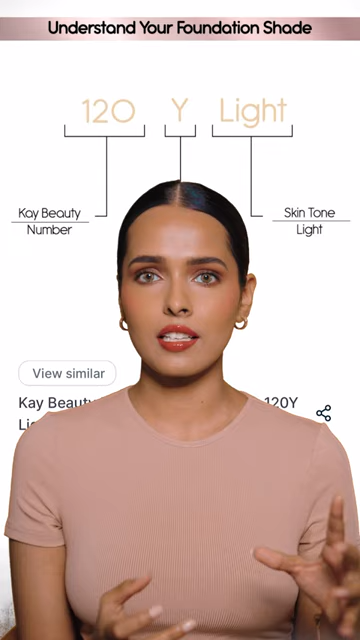 Understand Your Foundation Shade
120 Y Light
Kay Beauty
Number
Skin Tone
Light
View similar
Kay Beauty 120Y